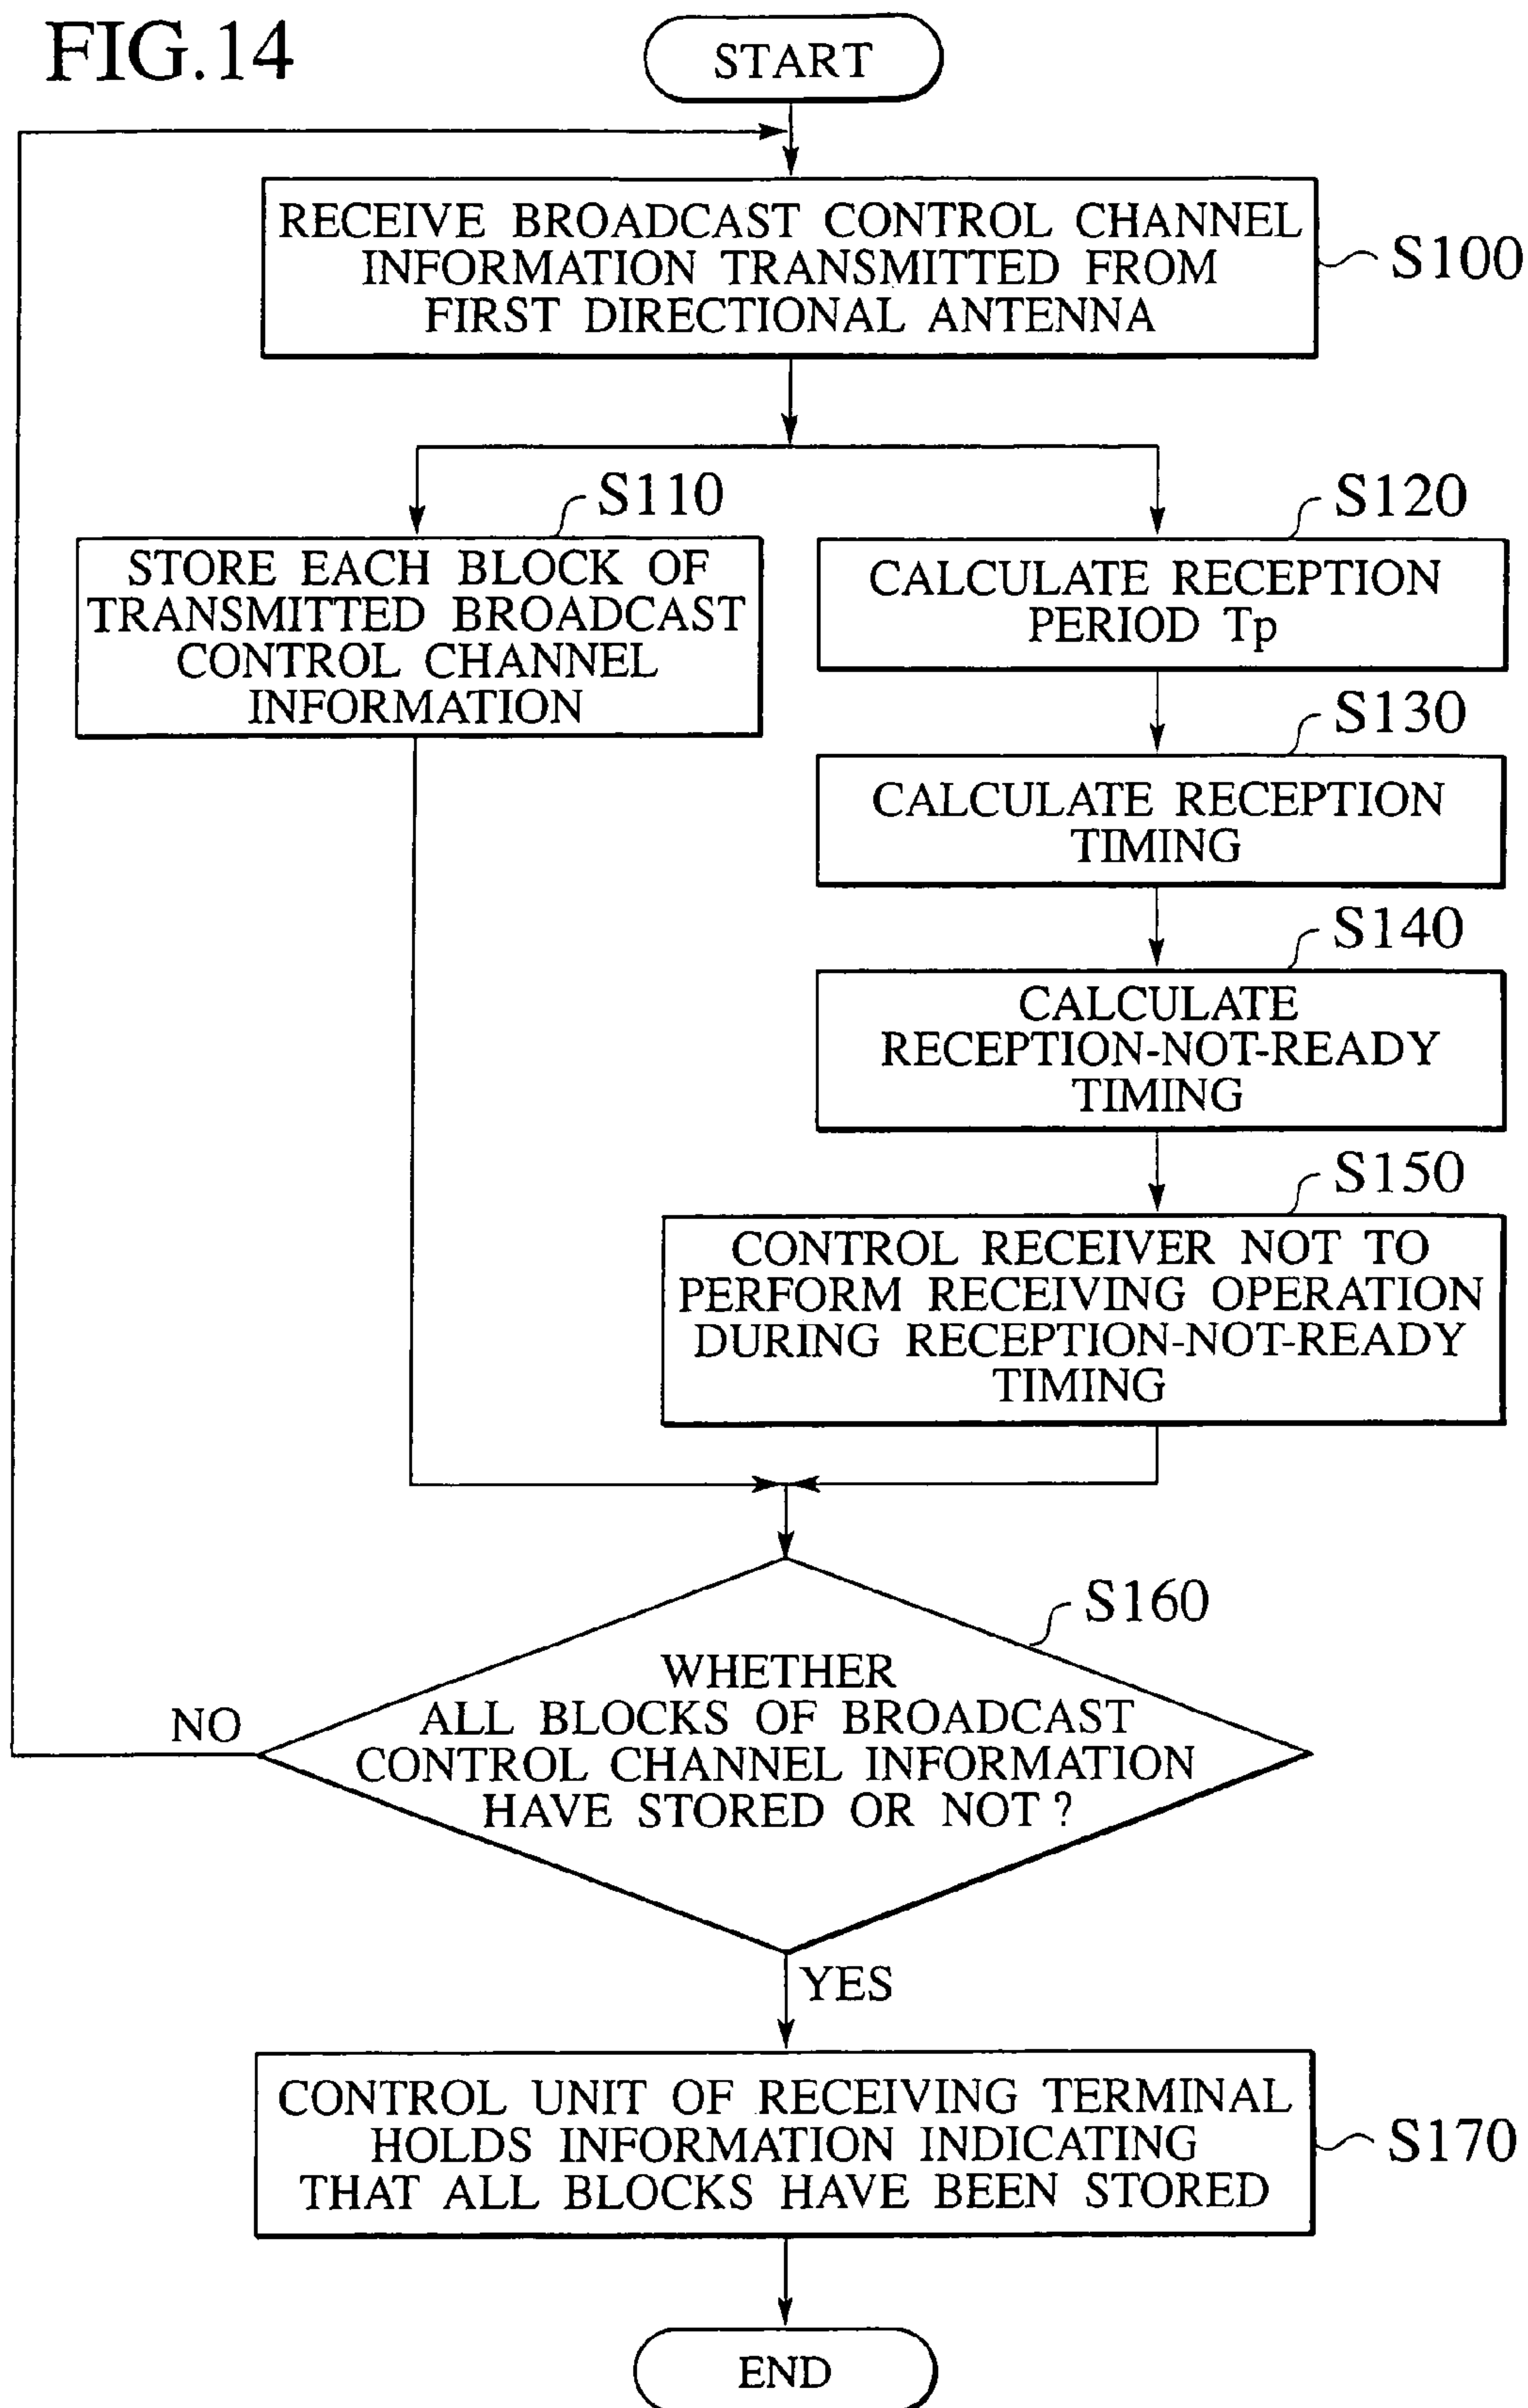 FIG.14
START
RECEIVE BROADCAST CONTROL CHANNEL
INFORMATION TRANSMITTED FROM
FIRST DIRECTIONAL ANTENNA
S100
S110
STORE EACH BLOCK OF
TRANSMITTED BROADCAST
CONTROL CHANNEL
INFORMATION
S120
CALCULATE RECEPTION
PERIOD Tp
S130
CALCULATE RECEPTION
TIMING
S140
CALCULATE
RECEPTION-NOT-READY
TIMING
S150
CONTROL RECEIVER NOT TO
PERFORM RECEIVING OPERATION
DURING RECEPTION-NOT-READY
TIMING
S160
WHETHER
ALL BLOCKS OF BROADCAST
CONTROL CHANNEL INFORMATION
HAVE STORED OR NOT ?
NO
YES
CONTROL UNIT OF RECEIVING TERMINAL
HOLDS INFORMATION INDICATING
THAT ALL BLOCKS HAVE BEEN STORED
S170
END